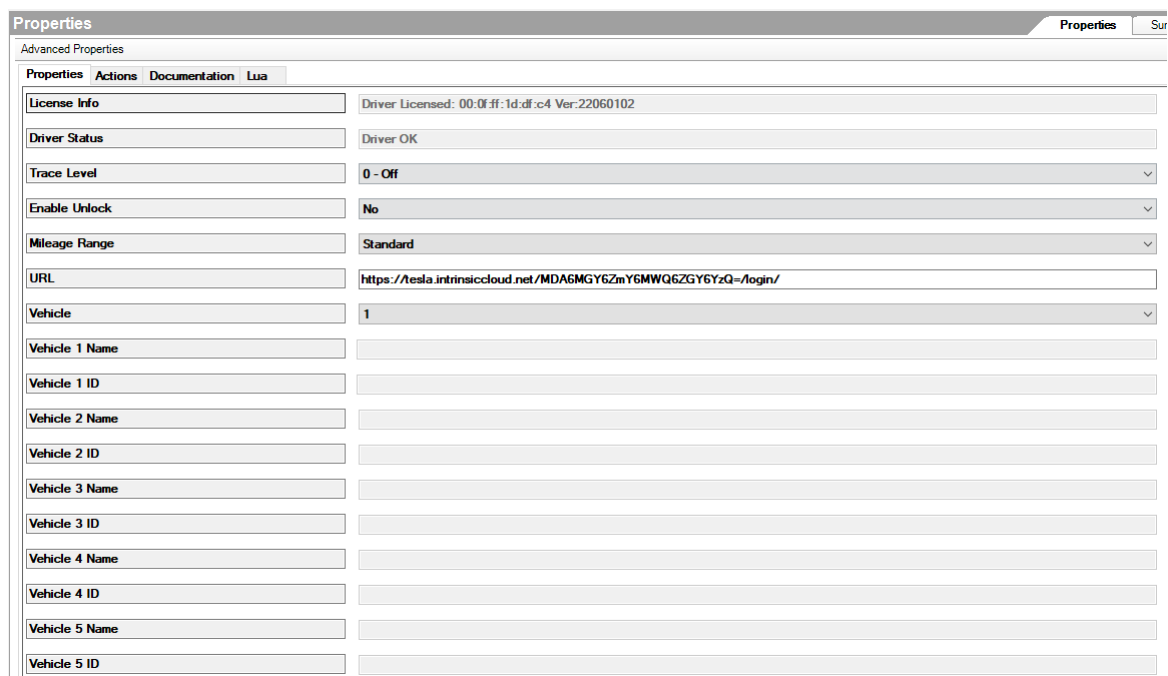 Properties
Properties Sur
Advanced Properties
Properties Actions Documentation Lua
License Info Driver Licensed: 00:0f:ff:1d:df:c4 Ver:22060102
Driver Status Driver OK
Trace Level 0 - Off
Enable Unlock No
Mileage Range Standard
URL https://tesla.intrinsiccloud.net/MDA6MGY6ZmY6MWQ6ZGY6YzQ=/login/
Vehicle 1
Vehicle 1 Name
Vehicle 1 ID
Vehicle 2 Name
Vehicle 2 ID
Vehicle 3 Name
Vehicle 3 ID
Vehicle 4 Name
Vehicle 4 ID
Vehicle 5 Name
Vehicle 5 ID